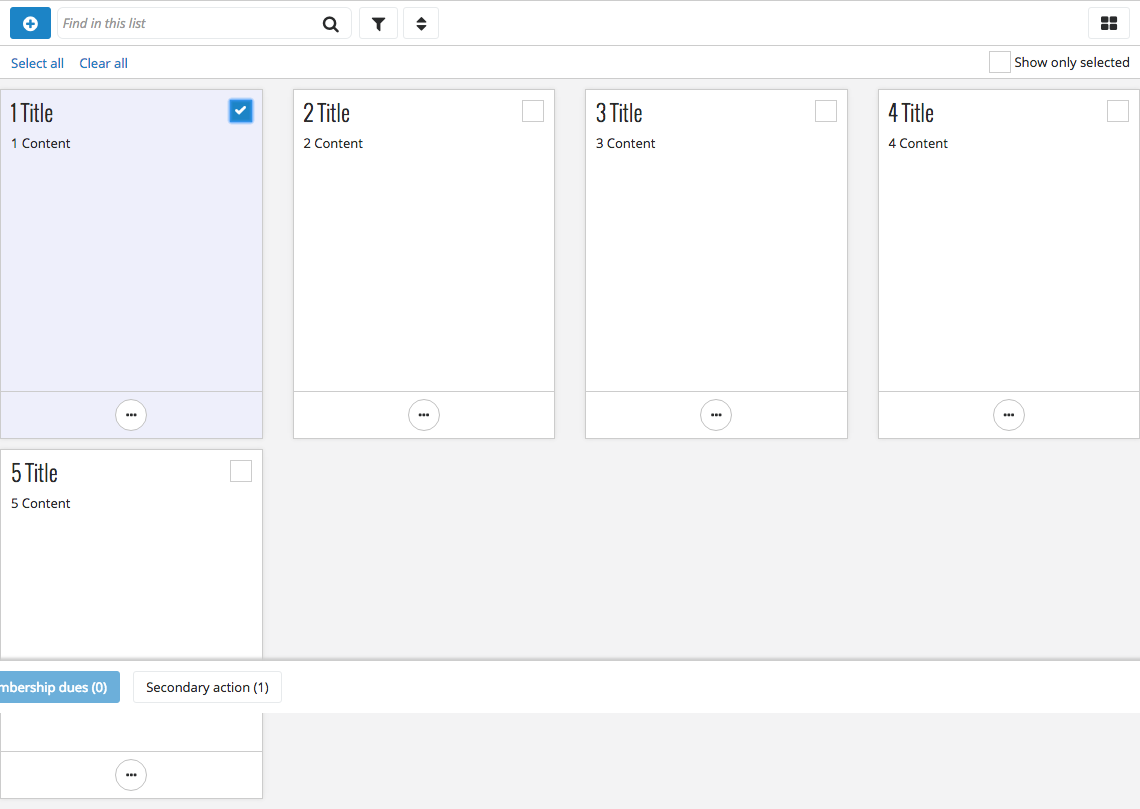 Find in this list
Select all Clear all Show only selected
1 Title
1 Content
2 Title
2 Content
3 Title
3 Content
4 Title
4 Content
5 Title
5 Content
dues (0) Secondary action (1)